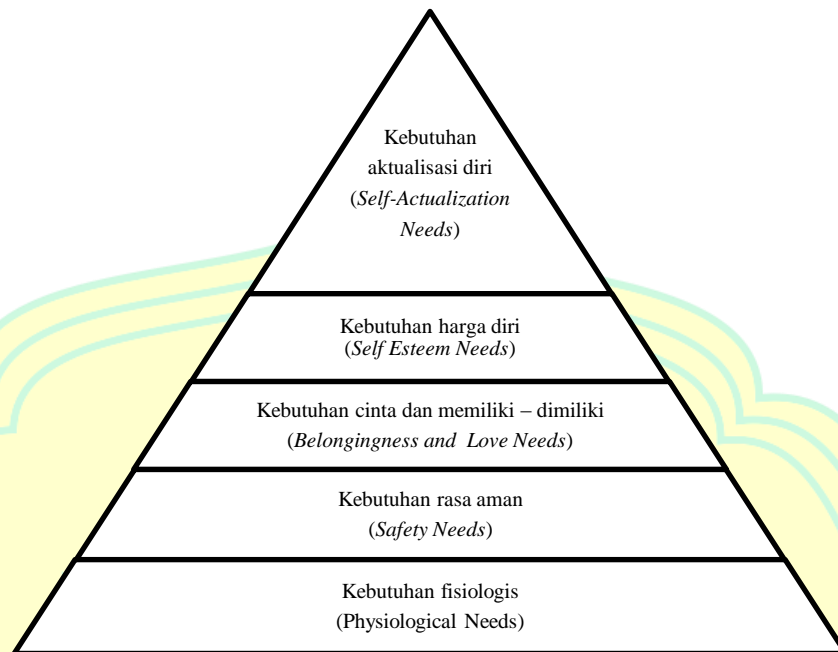 Kebutuhan
aktualisasi diri
(Self-Actualization
Needs)
Kebutuhan harga diri
(Self Esteem Needs)
Kebutuhan cinta dan memiliki – dimiliki
(Belongingness and Love Needs)
Kebutuhan rasa aman
(Safety Needs)
Kebutuhan fisiologis
(Physiological Needs)